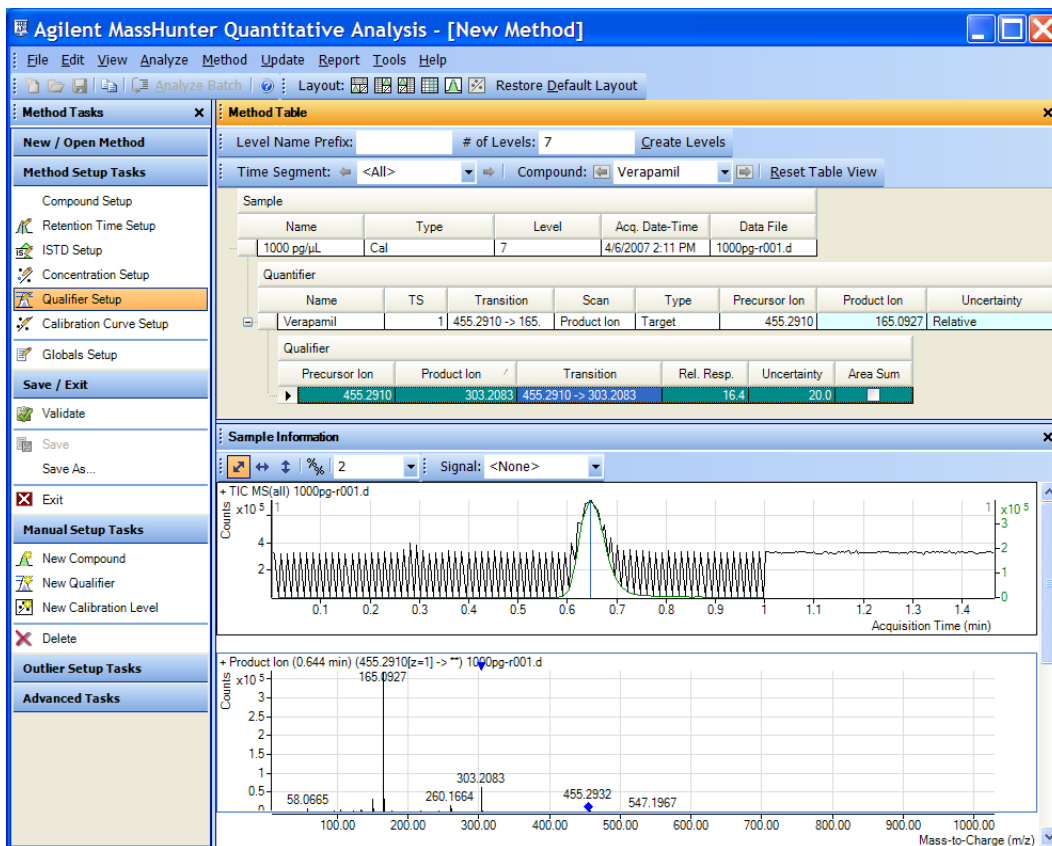 Agilent MassHunter Quantitative Analysis - [New Method]
File Edit View Analyze Method Update Report Tools Help
Analyze Batch Layout: Restore Default Layout
Method Tasks
New / Open Method
Method Setup Tasks
Compound Setup
Retention Time Setup
ISTD Setup
Concentration Setup
Qualifier Setup
Calibration Curve Setup
Globals Setup
Save / Exit
Validate
Save
Save As...
Exit
Manual Setup Tasks
New Compound
New Qualifier
New Calibration Level
Delete
Outlier Setup Tasks
Advanced Tasks
Method Table
Level Name Prefix: # of Levels: 7 Create Levels
Time Segment: <All> Compound: Verapamil Reset Table View
Sample
Name Type Level Acq. Date-Time Data File
1000 pg/µL Cal 7 4/6/2007 2:11 PM 1000pg-r001.d
Quantifier
Name TS Transition Scan Type Precursor Ion Product Ion Uncertainty
Verapamil 1 455.2910 -> 165. Product Ion Target 455.2910 165.0927 Relative
Qualifier
Precursor Ion Product Ion Transition Rel. Resp. Uncertainty Area Sum
455.2910 303.2083 455.2910 -> 303.2083 16.4 20.0
Sample Information
2 Signal: <None>
+ TIC MS(all) 1000pg-r001.d
Counts
x10 5 1 1 x10 5
4
2
3
2
1
0
0.1 0.2 0.3 0.4 0.5 0.6 0.7 0.8 0.9 1 1.1 1.2 1.3 1.4
Acquisition Time (min)
+ Product Ion (0.644 min) (455.2910[z=1] -> **) 1000pg-r001.d
Counts
x10 5
165.0927
3
2.5
2
1.5
1
0.5
0
58.0665 260.1664 303.2083 455.2932 547.1967
100.00 200.00 300.00 400.00 500.00 600.00 700.00 800.00 900.00 1000.00
Mass-to-Charge (m/z)